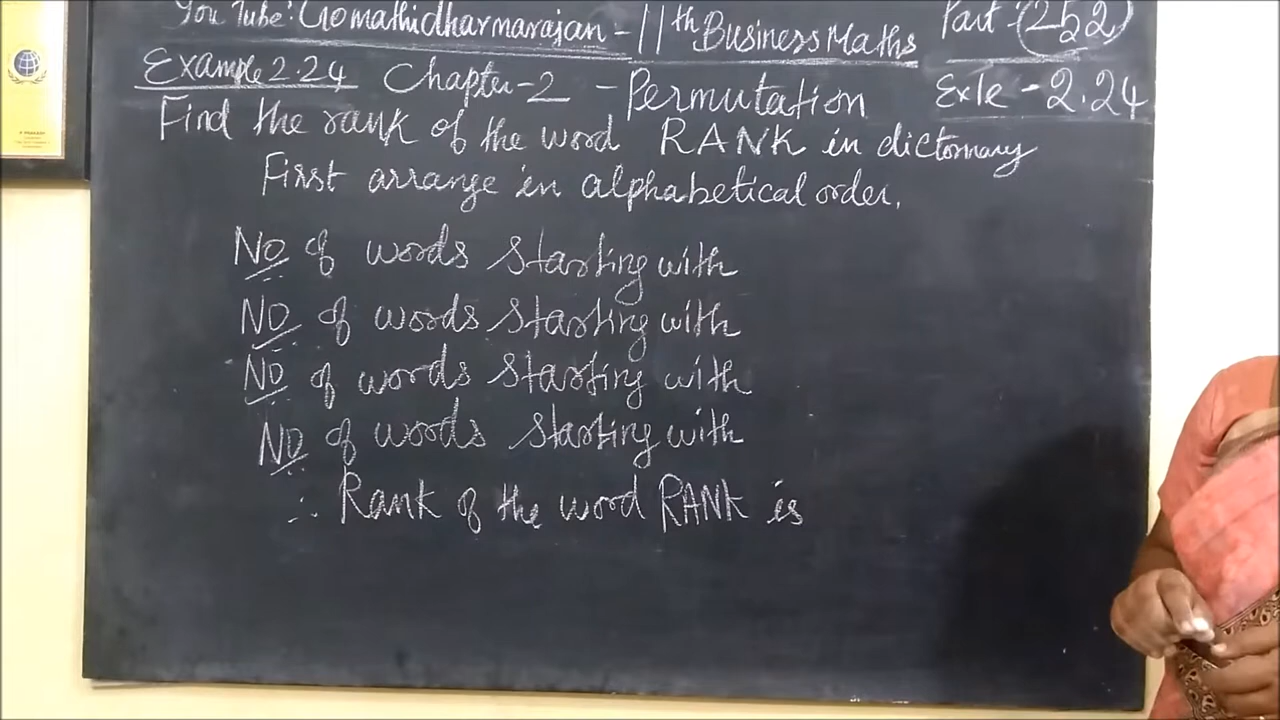 You Tube: Gomathidharmarajan - 11th Business Maths Part-(252)
Example 2.24 Chapter-2 - Permutation Exle - 2.24
Find the rank of the word RANK in dictonnary
First arrange in alphabetical order.
No of words starting with
No of words starting with
No of words starting with
No of words starting with
∴ Rank of the word RANK is